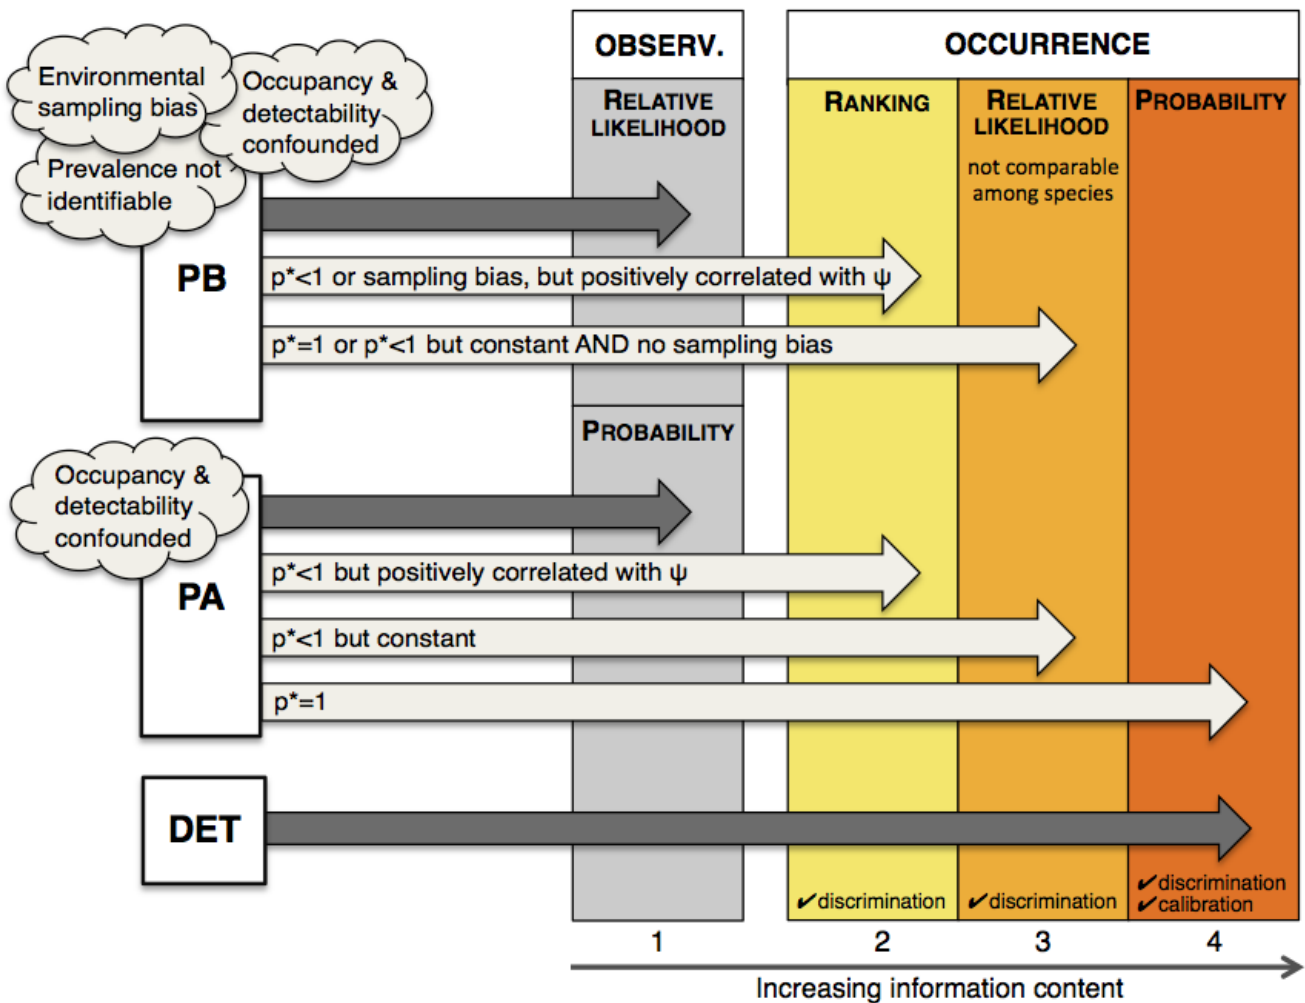 OBSERV.
OCCURRENCE
RELATIVE
LIKELIHOOD
RANKING
RELATIVE
LIKELIHOOD
not comparable
among species
PROBABILITY
Environmental
sampling bias
Occupancy &
detectability
confounded
Prevalence not
identifiable
PB
p*<1 or sampling bias, but positively correlated with ψ
p*=1 or p*<1 but constant AND no sampling bias
PROBABILITY
Occupancy &
detectability
confounded
PA
p*<1 but positively correlated with ψ
p*<1 but constant
p*=1
DET
✔discrimination
✔discrimination
✔discrimination
✔calibration
1
2
3
4
Increasing information content